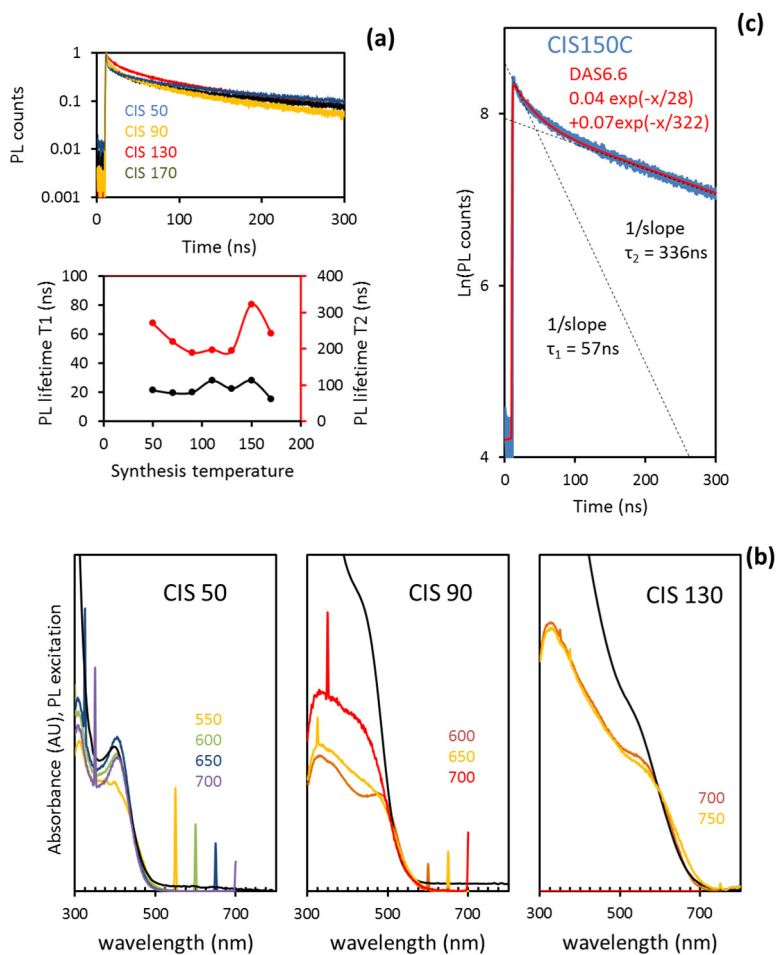 (a)
PL counts
1
0.1
0.01
0.001
CIS 50
CIS 90
CIS 130
CIS 170
0 100 200 300
Time (ns)
PL lifetime T1 (ns)
100
80
60
40
20
0
400
300
200
100
0
PL lifetime T2 (ns)
0 50 100 150 200
Synthesis temperature
(c)
CIS150C
DAS6.6
0.04 exp(-x/28)
+0.07exp(-x/322)
Ln(PL counts)
8
6
4
1/slope
τ2 = 336ns
1/slope
τ1 = 57ns
0 100 200 300
Time (ns)
(b)
Absorbance (AU), PL excitation
CIS 50
550
600
650
700
300 500 700
wavelength (nm)
CIS 90
600
650
700
300 500 700
wavelength (nm)
CIS 130
700
750
300 500 700
wavelength (nm)